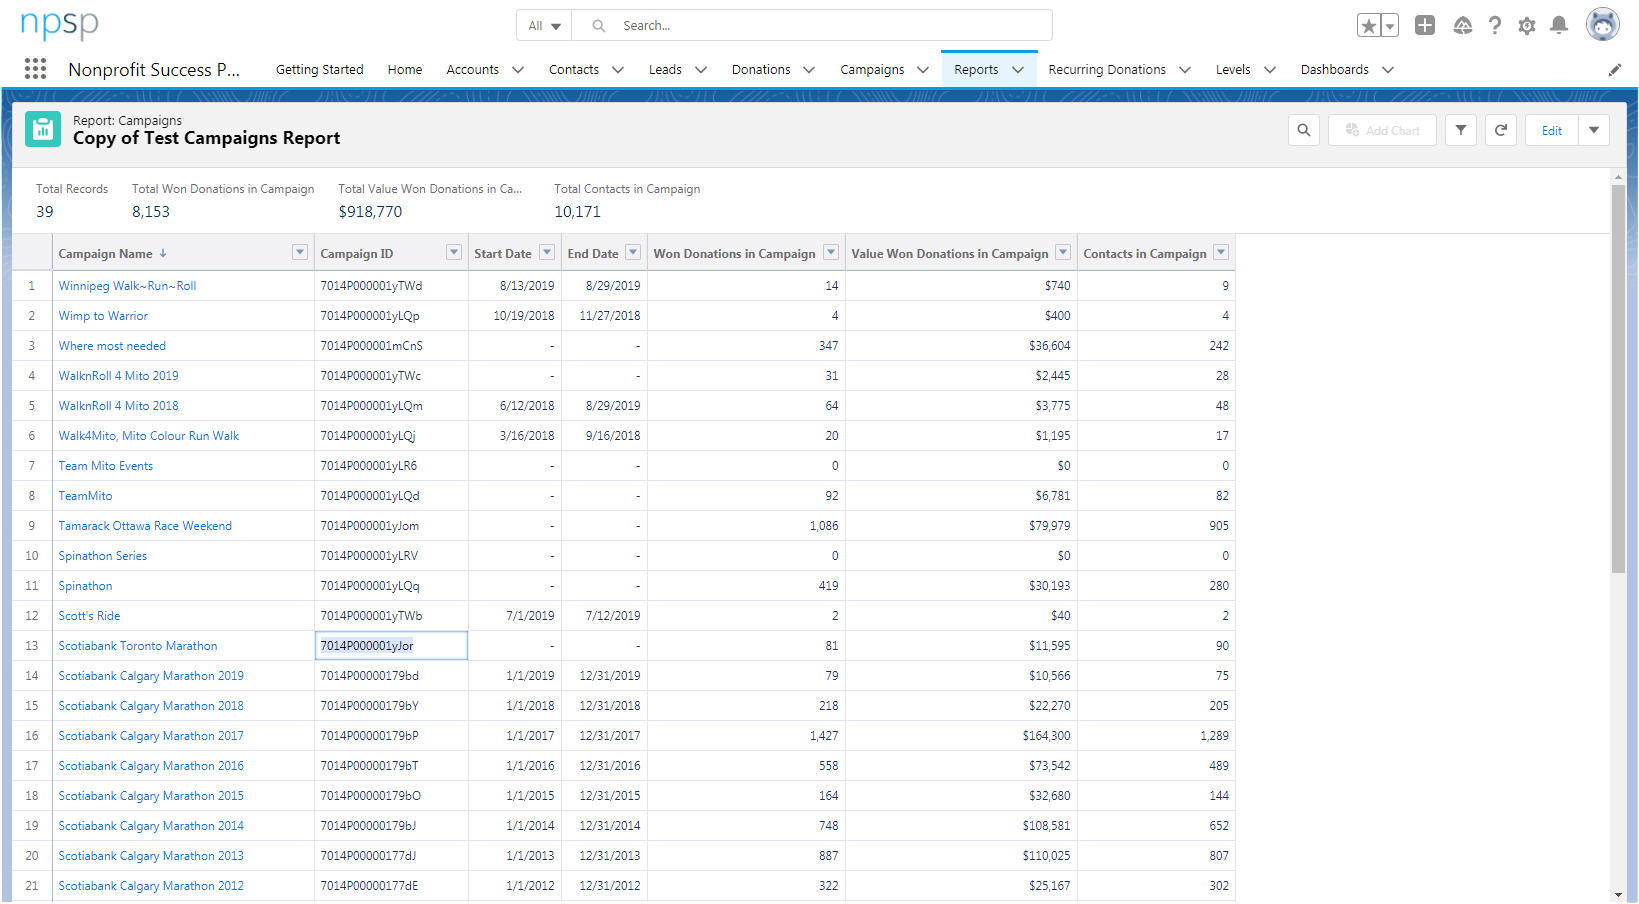 npsp
All Search...
Nonprofit Success P... Getting Started Home Accounts Contacts Leads Donations Campaigns Reports Recurring Donations Levels Dashboards
Report: Campaigns
Copy of Test Campaigns Report
Add Chart Edit
Total Records Total Won Donations in Campaign Total Value Won Donations in Ca... Total Contacts in Campaign
39 8,153 $918,770 10,171
Campaign Name ↓ Campaign ID Start Date End Date Won Donations in Campaign Value Won Donations in Campaign Contacts in Campaign
1 Winnipeg Walk~Run~Roll 7014P000001yTWd 8/13/2019 8/29/2019 14 $740 9
2 Wimp to Warrior 7014P000001yLQp 10/19/2018 11/27/2018 4 $400 4
3 Where most needed 7014P000001mCnS - - 347 $36,604 242
4 WalknRoll 4 Mito 2019 7014P000001yTWc - - 31 $2,445 28
5 WalknRoll 4 Mito 2018 7014P000001yLQm 6/12/2018 8/29/2019 64 $3,775 48
6 Walk4Mito, Mito Colour Run Walk 7014P000001yLQj 3/16/2018 9/16/2018 20 $1,195 17
7 Team Mito Events 7014P000001yLR6 - - 0 $0 0
8 TeamMito 7014P000001yLQd - - 92 $6,781 82
9 Tamarack Ottawa Race Weekend 7014P000001yJom - - 1,086 $79,979 905
10 Spinathon Series 7014P000001yLRV - - 0 $0 0
11 Spinathon 7014P000001yLQq - - 419 $30,193 280
12 Scott's Ride 7014P000001yTWb 7/1/2019 7/12/2019 2 $40 2
13 Scotiabank Toronto Marathon 7014P000001yJor - - 81 $11,595 90
14 Scotiabank Calgary Marathon 2019 7014P00000179bd 1/1/2019 12/31/2019 79 $10,566 75
15 Scotiabank Calgary Marathon 2018 7014P00000179bY 1/1/2018 12/31/2018 218 $22,270 205
16 Scotiabank Calgary Marathon 2017 7014P00000179bP 1/1/2017 12/31/2017 1,427 $164,300 1,289
17 Scotiabank Calgary Marathon 2016 7014P00000179bT 1/1/2016 12/31/2016 558 $73,542 489
18 Scotiabank Calgary Marathon 2015 7014P00000179bO 1/1/2015 12/31/2015 164 $32,680 144
19 Scotiabank Calgary Marathon 2014 7014P00000179bJ 1/1/2014 12/31/2014 748 $108,581 652
20 Scotiabank Calgary Marathon 2013 7014P00000177dJ 1/1/2013 12/31/2013 887 $110,025 807
21 Scotiabank Calgary Marathon 2012 7014P00000177dE 1/1/2012 12/31/2012 322 $25,167 302